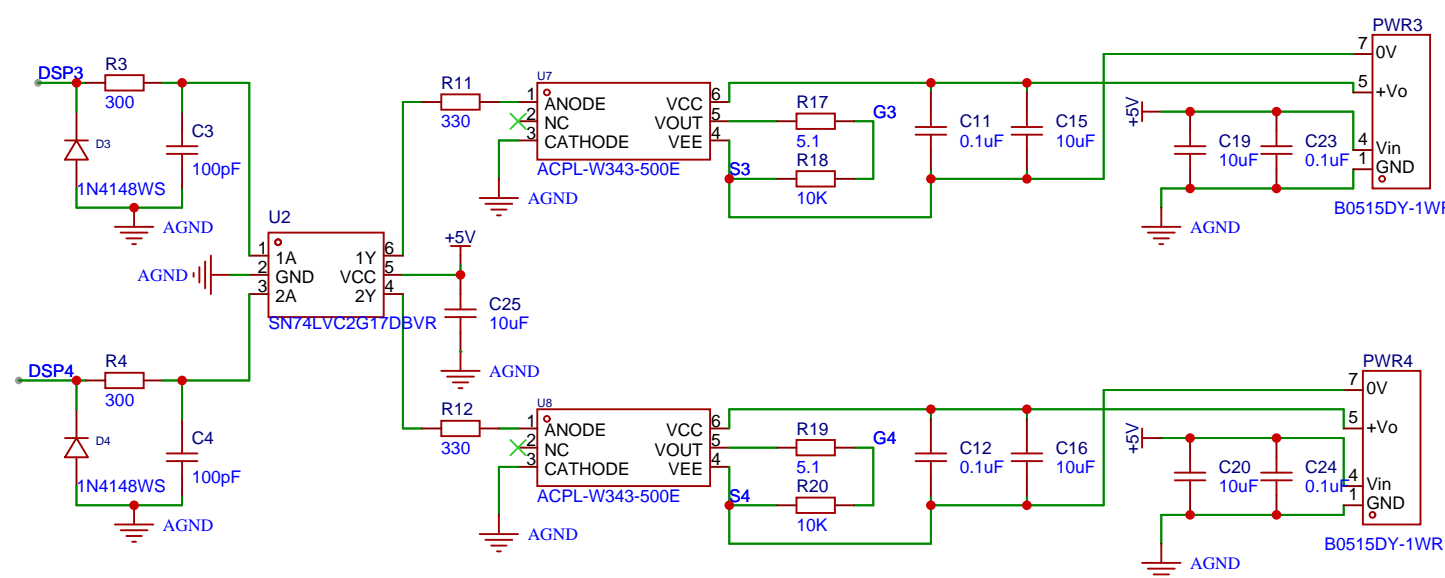 PWR3
7
0V
5
+Vo
4
Vin
1
GND
B0515DY-1WR
DSP3
R3
300
D3
1N4148WS
C3
100pF
AGND
R11
330
U7
1
ANODE
2
NC
3
CATHODE
VCC
6
VOUT
5
VEE
4
ACPL-W343-500E
AGND
R17
5.1
G3
R18
10K
S3
C11
0.1uF
C15
10uF
+5V
C19
10uF
C23
0.1uF
AGND
U2
1
1A
2
GND
3
2A
1Y
6
VCC
5
2Y
4
SN74LVC2G17DBVR
AGND
+5V
C25
10uF
AGND
DSP4
R4
300
D4
1N4148WS
C4
100pF
AGND
R12
330
U8
1
ANODE
2
NC
3
CATHODE
VCC
6
VOUT
5
VEE
4
ACPL-W343-500E
AGND
R19
5.1
G4
R20
10K
S4
C12
0.1uF
C16
10uF
+5V
C20
10uF
C24
0.1uF
AGND
PWR4
7
0V
5
+Vo
4
Vin
1
GND
B0515DY-1WR